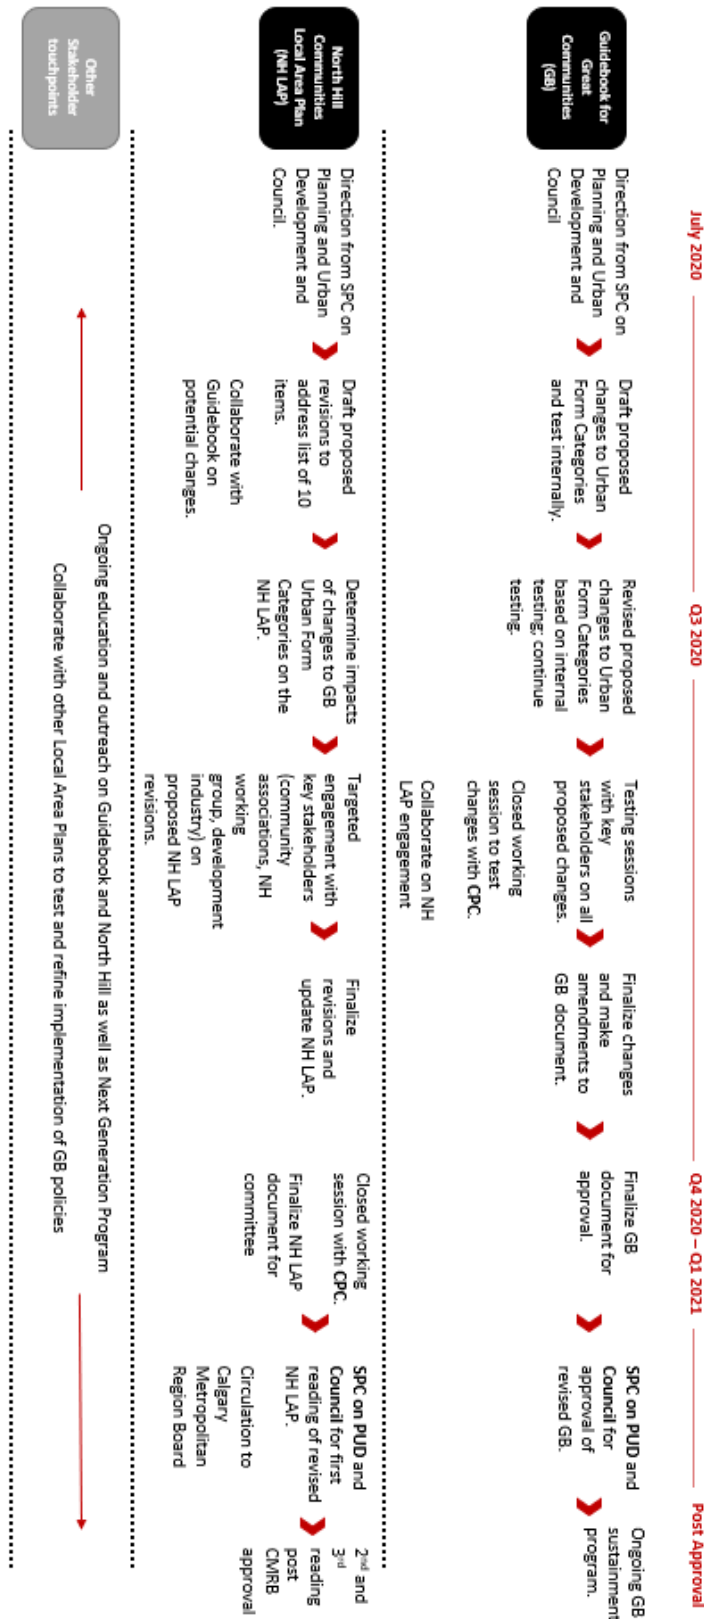 July 2020
Q3 2020
Q4 2020 – Q1 2021
Post Approval
Guidebook for
Great
Communities
(GB)
Direction from SPC on
Planning and Urban
Development and
Council
Draft proposed
changes to Urban
Form Categories
and test internally.
Revised proposed
changes to Urban
Form Categories
based on internal
testing; continue
testing.
Testing sessions
with key
stakeholders on all
proposed changes.
Closed working
session to test
changes with CPC.
Collaborate on NH
LAP engagement
Finalize changes
and make
amendments to
GB document.
Finalize GB
document for
approval.
SPC on PUD and
Council for
approval of
revised GB.
Ongoing GB
sustainment
program.
North Hill
Communities
Local Area Plan
(NH LAP)
Direction from SPC on
Planning and Urban
Development and
Council.
Draft proposed
revisions to
address list of 10
items.
Collaborate with
Guidebook on
potential changes.
Determine impacts
of changes to GB
Urban Form
Categories on the
NH LAP.
Targeted
engagement with
key stakeholders
(community
associations, NH
working
group, development
industry) on
proposed NH LAP
revisions.
Finalize
revisions and
update NH LAP.
Closed working
session with CPC.
Finalize NH LAP
document for
committee
SPC on PUD and
Council for first
reading of revised
NH LAP.
Circulation to
Calgary
Metropolitan
Region Board
2nd and
3rd
reading
post
CMRB
approval
Other
Stakeholder
touchpoints
Ongoing education and outreach on Guidebook and North Hill as well as Next Generation Program
Collaborate with other Local Area Plans to test and refine implementation of GB policies